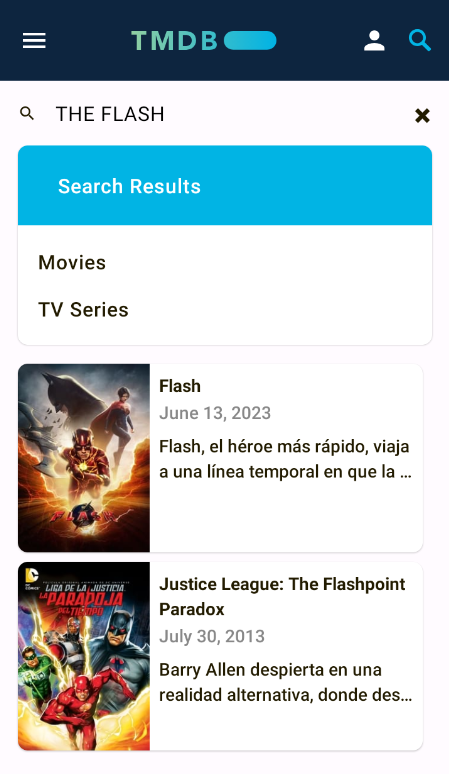 TMDB
THE FLASH
Search Results
Movies
TV Series
Flash
June 13, 2023
Flash, el héroe más rápido, viaja
a una línea temporal en que la ...
FLASH
Justice League: The Flashpoint
Paradox
July 30, 2013
Barry Allen despierta en una
realidad alternativa, donde des...
DC
COMICS
LIGA DE LA JUSTICIA
LA PARADOJA
DEL TIEMPO